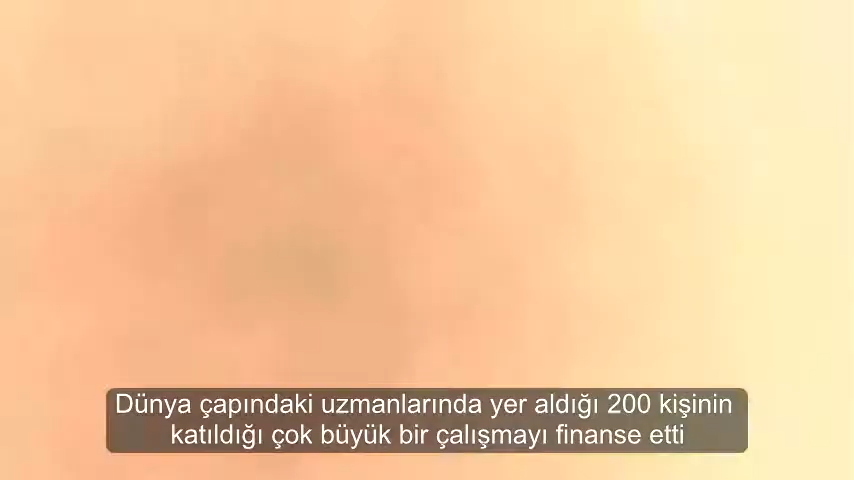 Dünya çapındaki uzmanlarında yer aldığı 200 kişinin
katıldığı çok büyük bir çalışmayı finanse etti